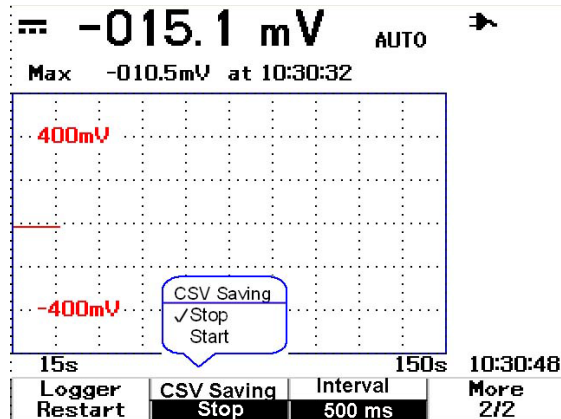 -015.1 mV AUTO
Max -010.5mV at 10:30:32
400mV
-400mV
CSV Saving
✓Stop
Start
15s 150s 10:30:48
Logger Restart
CSV Saving Stop
Interval 500 ms
More 2/2